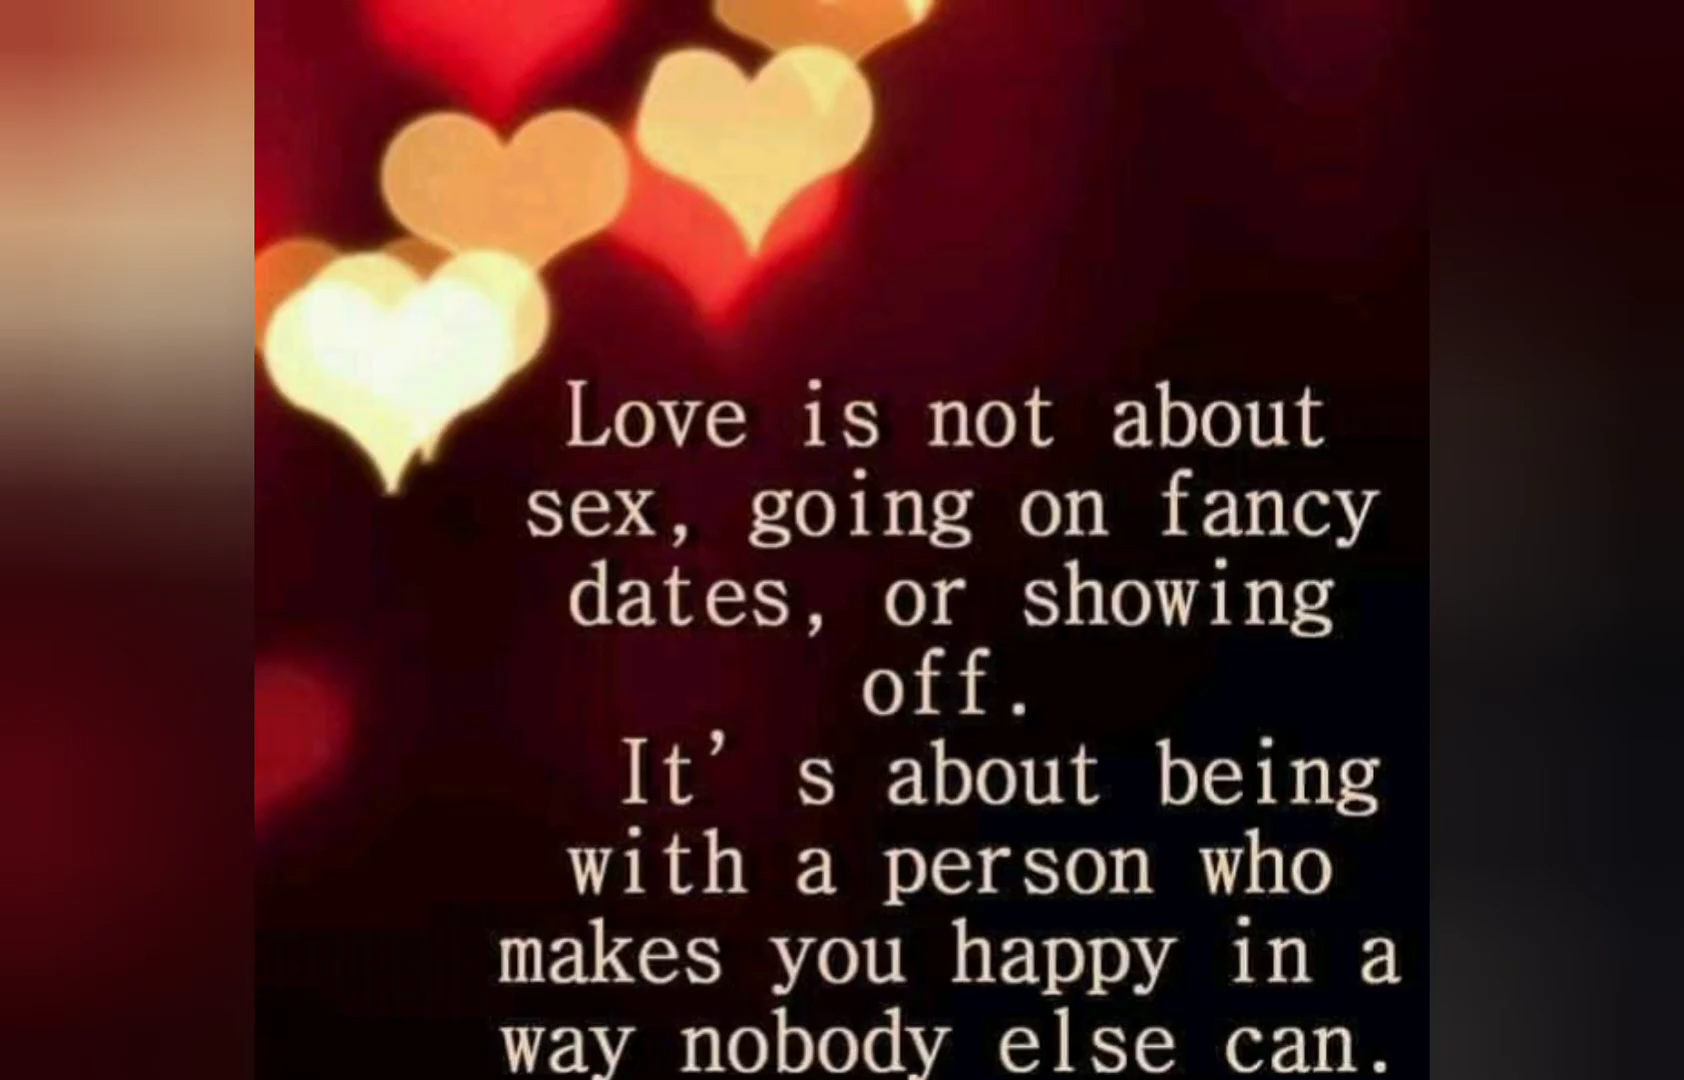 Love is not about
sex, going on fancy
dates, or showing
off.
It’ s about being
with a person who
makes you happy in a
way nobody else can.